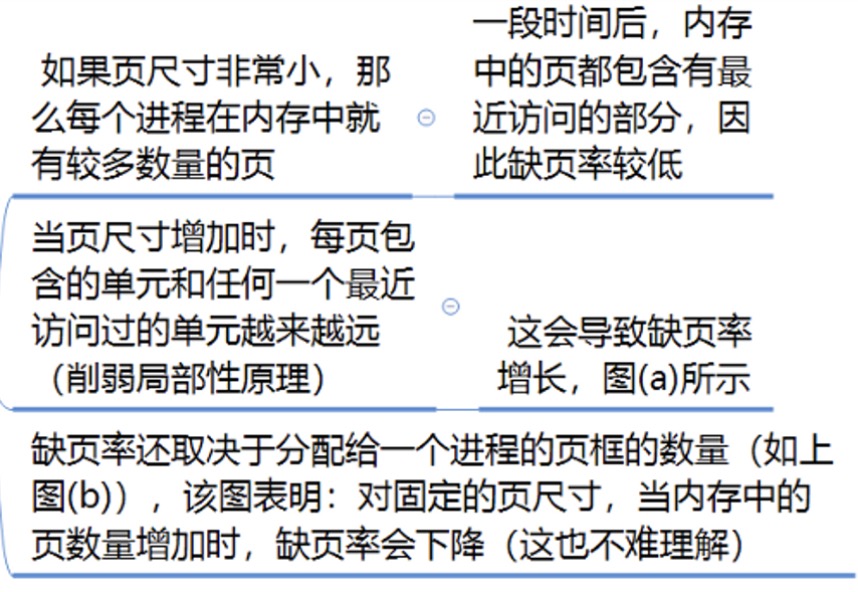 如果页尺寸非常小，那
么每个进程在内存中就
有较多数量的页
一段时间后，内存
中的页都包含有最
近访问的部分，因
此缺页率较低
当页尺寸增加时，每页包
含的单元和任何一个最近
访问过的单元越来越远
（削弱局部性原理）
这会导致缺页率
增长，图(a)所示
缺页率还取决于分配给一个进程的页框的数量（如上
图(b)），该图表明：对固定的页尺寸，当内存中的
页数量增加时，缺页率会下降（这也不难理解）